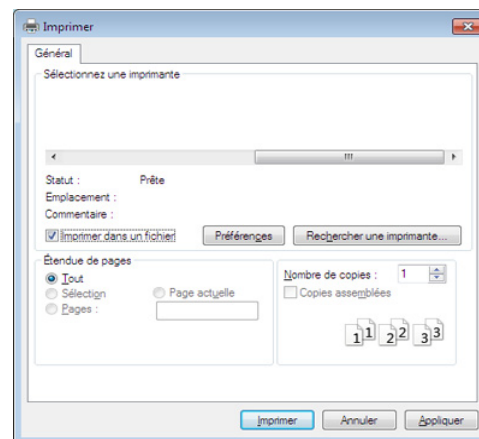 Imprimer
Général
Sélectionnez une imprimante
Statut : Prête
Emplacement :
Commentaire :
Imprimer dans un fichier Préférences Rechercher une imprimante...
Étendue de pages
Tout
Sélection Page actuelle
Pages :
Nombre de copies : 1
Copies assemblées
1 1 2 2 3 3
Imprimer Annuler Appliquer